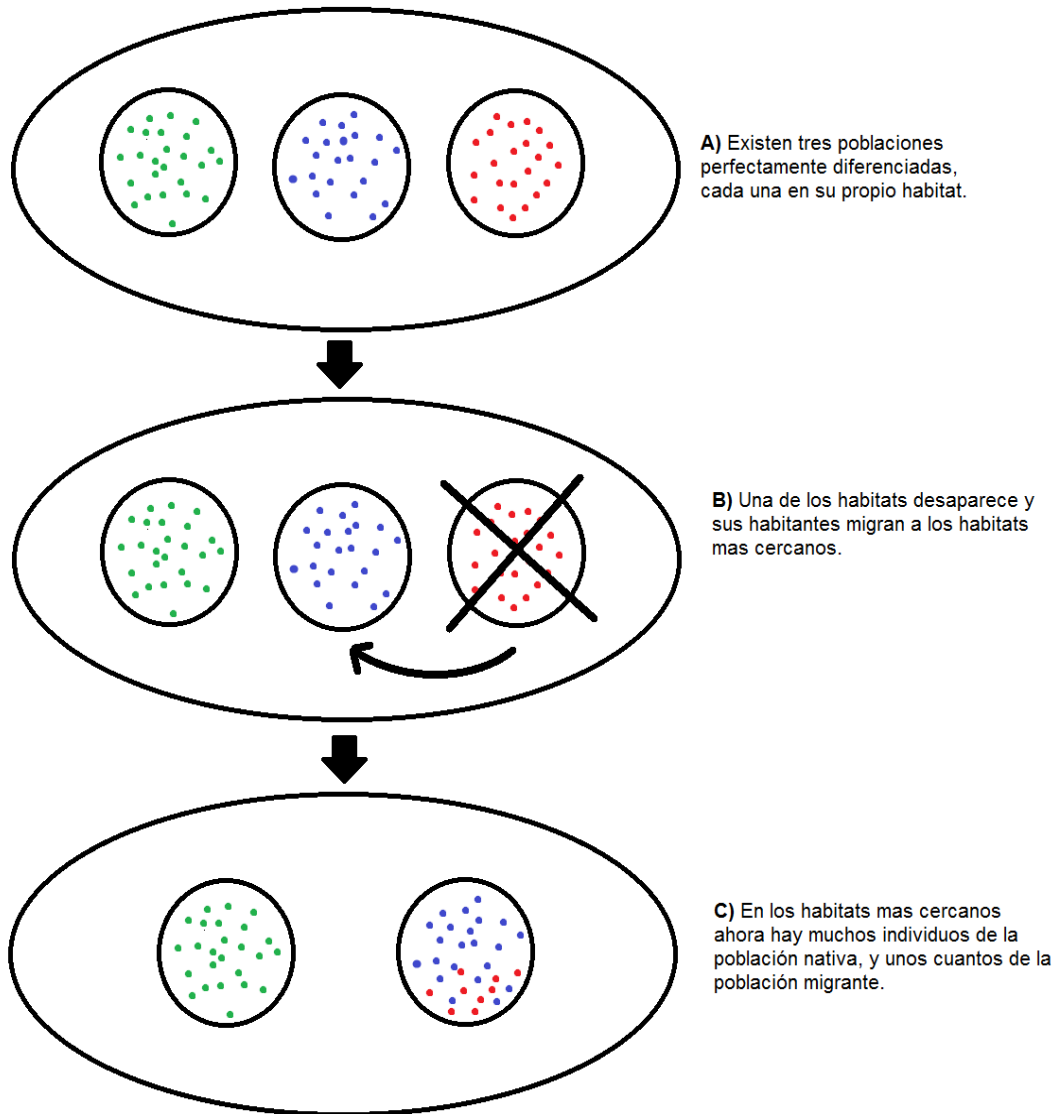 A) Existen tres poblaciones
perfectamente diferenciadas,
cada una en su propio habitat.
B) Una de los habitats desaparece y
sus habitantes migran a los habitats
mas cercanos.
C) En los habitats mas cercanos
ahora hay muchos individuos de la
población nativa, y unos cuantos de la
población migrante.